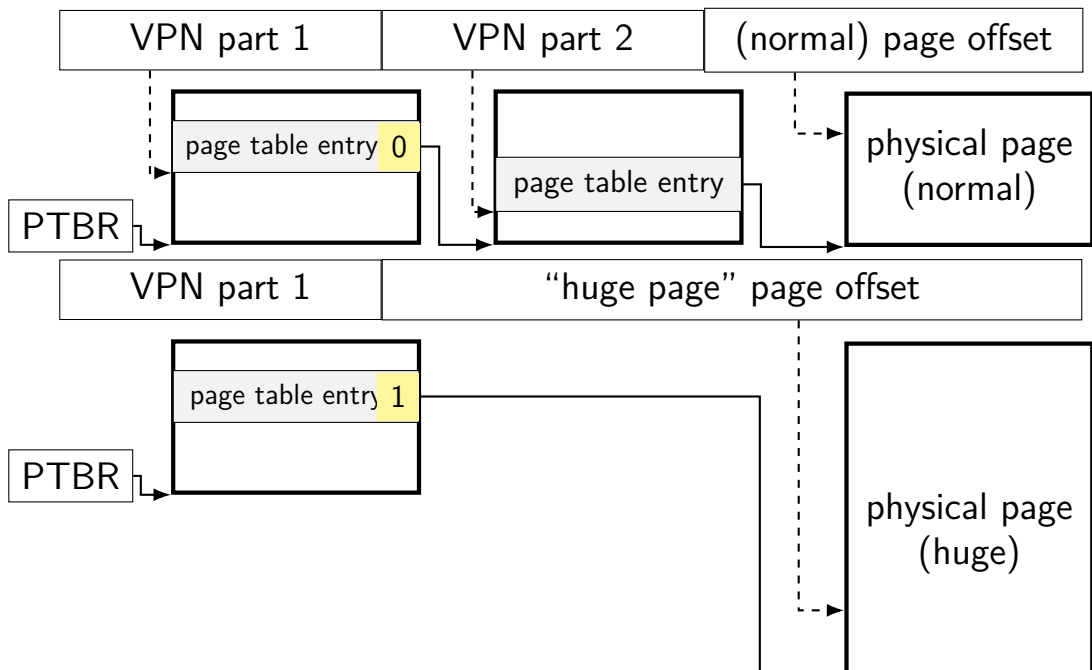 VPN part 1
VPN part 2
(normal) page offset
page table entry 0
page table entry
physical page
(normal)
PTBR
VPN part 1
“huge page” page offset
page table entry 1
PTBR
physical page
(huge)